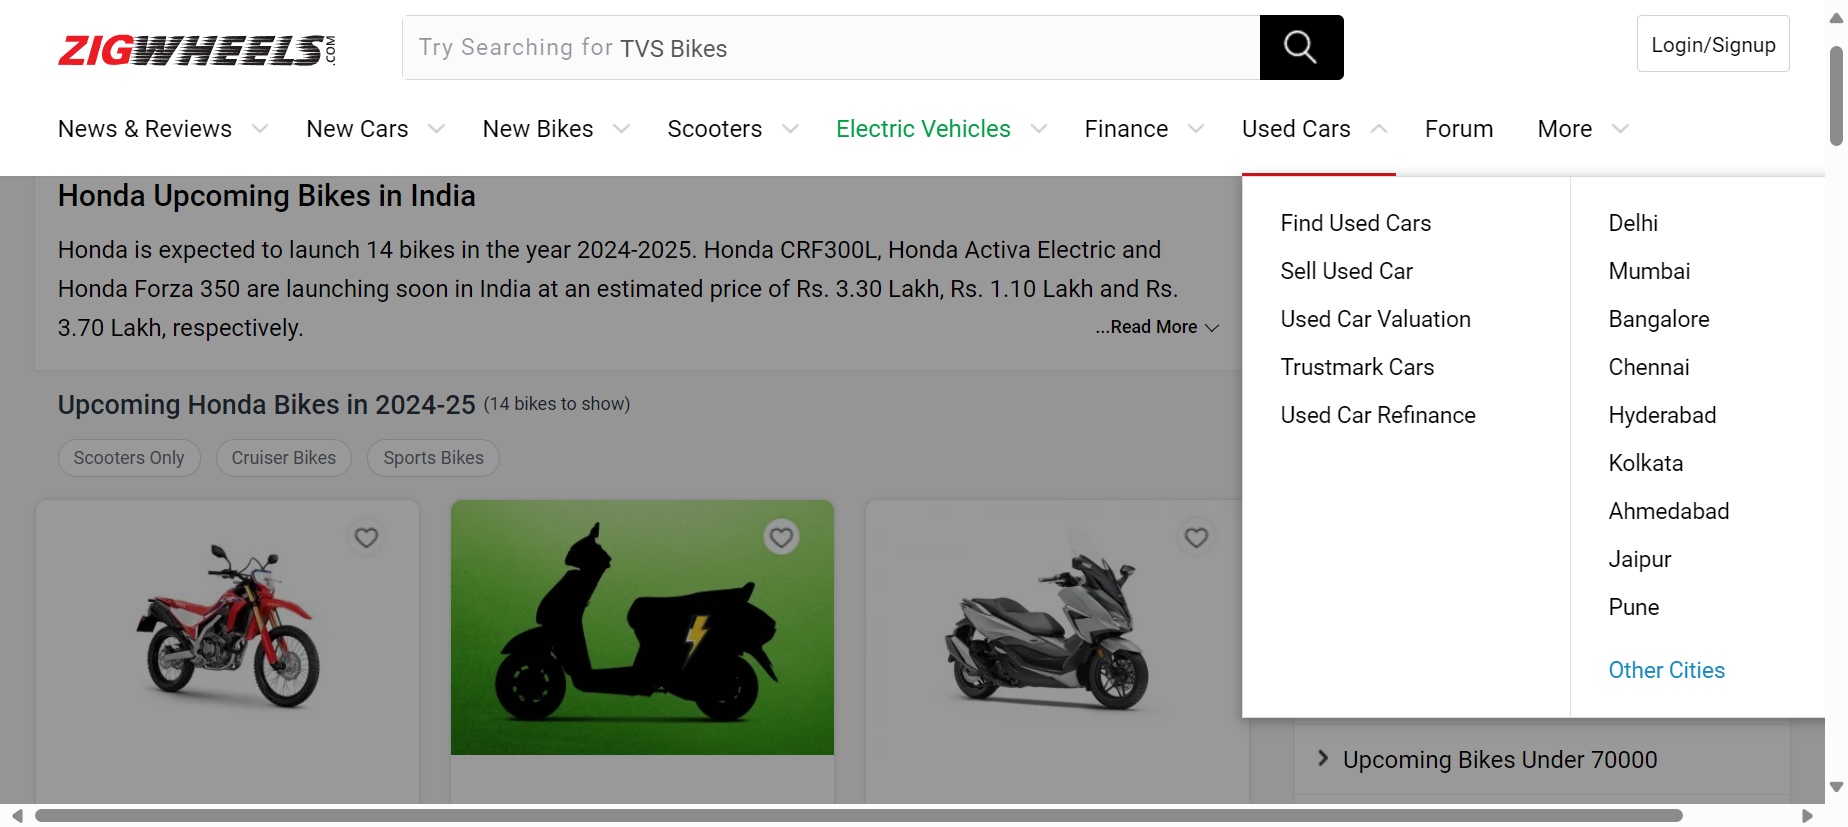 ZIGWHEELS.COM
Try Searching for TVS Bikes
Login/Signup
News & Reviews
New Cars
New Bikes
Scooters
Electric Vehicles
Finance
Used Cars
Forum
More
Honda Upcoming Bikes in India
Honda is expected to launch 14 bikes in the year 2024-2025. Honda CRF300L, Honda Activa Electric and
Honda Forza 350 are launching soon in India at an estimated price of Rs. 3.30 Lakh, Rs. 1.10 Lakh and Rs.
3.70 Lakh, respectively.
...Read More
Upcoming Honda Bikes in 2024-25 (14 bikes to show)
Scooters Only
Cruiser Bikes
Sports Bikes
Find Used Cars
Sell Used Car
Used Car Valuation
Trustmark Cars
Used Car Refinance
Delhi
Mumbai
Bangalore
Chennai
Hyderabad
Kolkata
Ahmedabad
Jaipur
Pune
Other Cities
Upcoming Bikes Under 70000